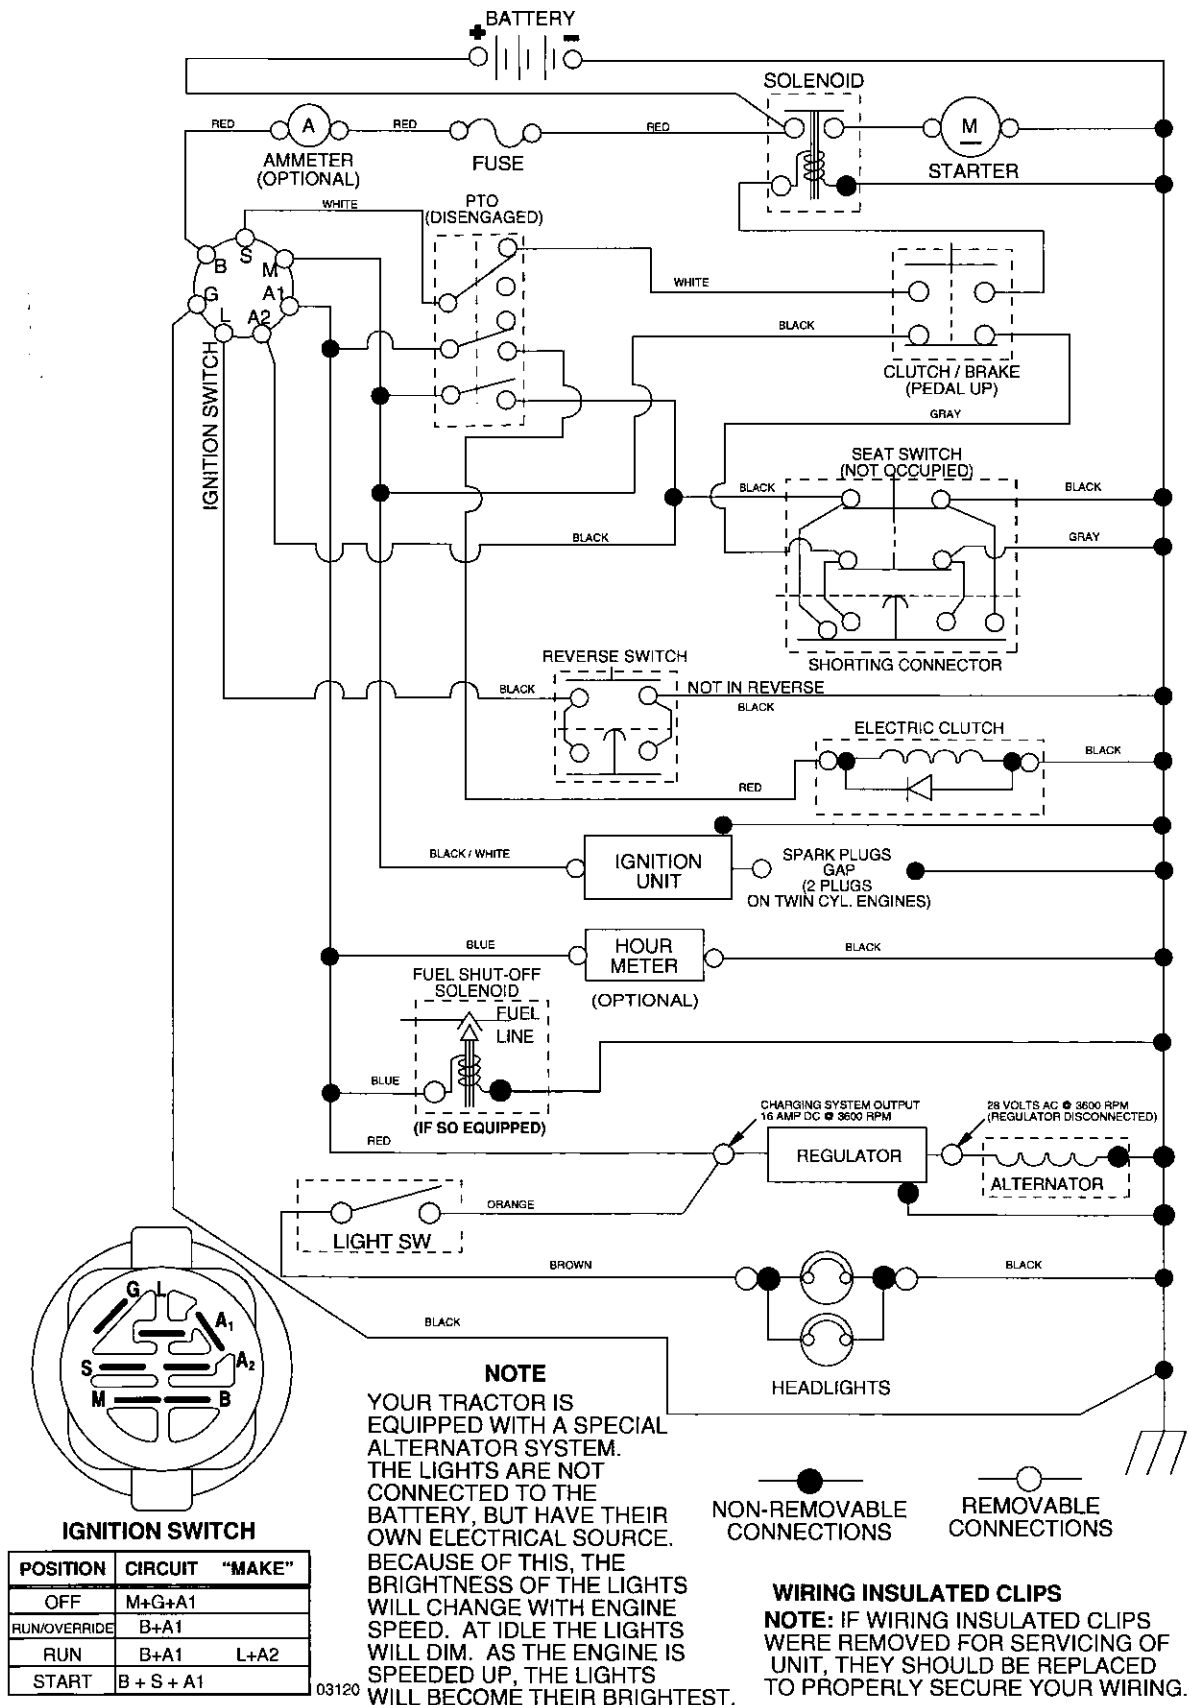 BATTERY
+ -
SOLENOID
RED
A
RED
RED
M
AMMETER
(OPTIONAL)
FUSE
STARTER
WHITE
PTO
(DISENGAGED)
S
B
M
G
A1
L
A2
WHITE
BLACK
IGNITION SWITCH
CLUTCH / BRAKE
(PEDAL UP)
GRAY
SEAT SWITCH
(NOT OCCUPIED)
BLACK
BLACK
BLACK
GRAY
SHORTING CONNECTOR
REVERSE SWITCH
BLACK
NOT IN REVERSE
BLACK
ELECTRIC CLUTCH
BLACK
RED
BLACK / WHITE
IGNITION
UNIT
SPARK PLUGS
GAP
(2 PLUGS
ON TWIN CYL. ENGINES)
BLUE
HOUR
METER
BLACK
(OPTIONAL)
FUEL SHUT-OFF
SOLENOID
FUEL
LINE
BLUE
(IF SO EQUIPPED)
CHARGING SYSTEM OUTPUT
16 AMP DC @ 3600 RPM
28 VOLTS AC @ 3600 RPM
(REGULATOR DISCONNECTED)
RED
REGULATOR
ALTERNATOR
ORANGE
LIGHT SW
BROWN
BLACK
BLACK
HEADLIGHTS
G L
A1
S
A2
M
B
IGNITION SWITCH
POSITION CIRCUIT "MAKE"
OFF M+G+A1
RUN/OVERRIDE B+A1
RUN B+A1 L+A2
START B + S + A1
03120
NOTE
YOUR TRACTOR IS
EQUIPPED WITH A SPECIAL
ALTERNATOR SYSTEM.
THE LIGHTS ARE NOT
CONNECTED TO THE
BATTERY, BUT HAVE THEIR
OWN ELECTRICAL SOURCE.
BECAUSE OF THIS, THE
BRIGHTNESS OF THE LIGHTS
WILL CHANGE WITH ENGINE
SPEED. AT IDLE THE LIGHTS
WILL DIM. AS THE ENGINE IS
SPEEDED UP, THE LIGHTS
WILL BECOME THEIR BRIGHTEST.
NON-REMOVABLE
CONNECTIONS
REMOVABLE
CONNECTIONS
WIRING INSULATED CLIPS
NOTE: IF WIRING INSULATED CLIPS
WERE REMOVED FOR SERVICING OF
UNIT, THEY SHOULD BE REPLACED
TO PROPERLY SECURE YOUR WIRING.